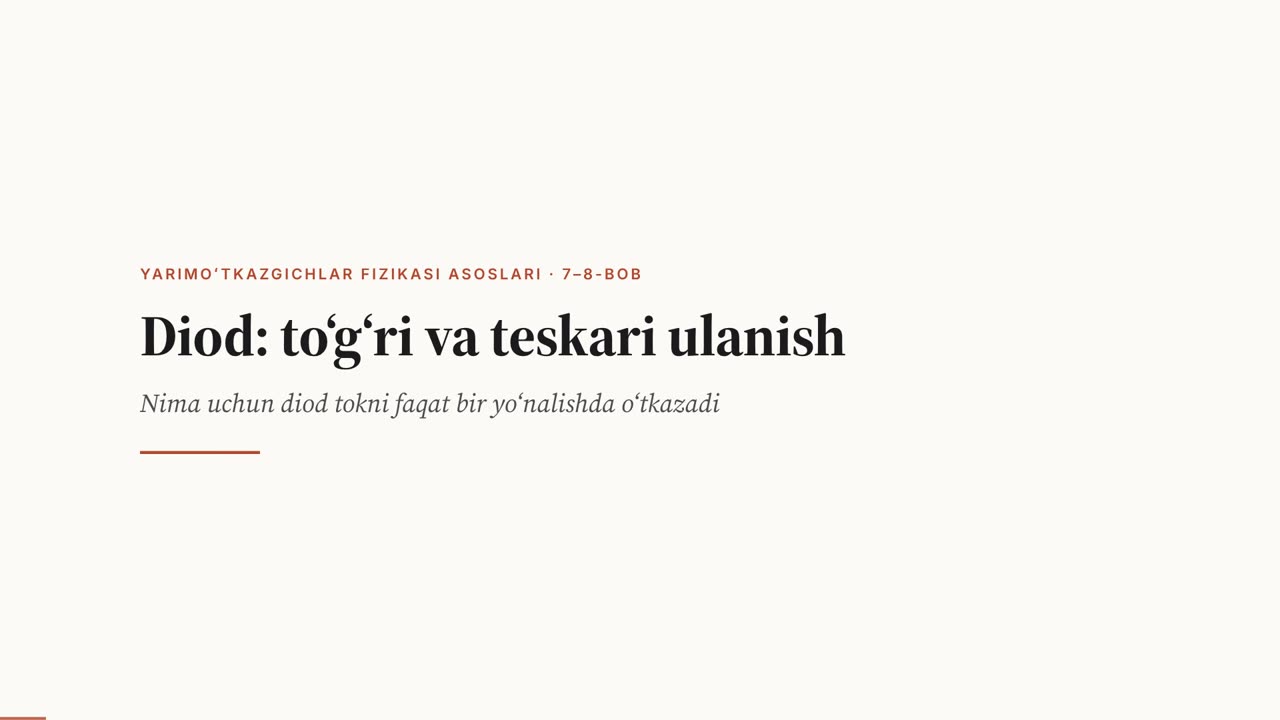 YARIMOʻTKAZGICHLAR FIZIKASI ASOSLARI · 7–8-BOB
Diod: toʻgʻri va teskari ulanish
Nima uchun diod tokni faqat bir yoʻnalishda oʻtkazadi